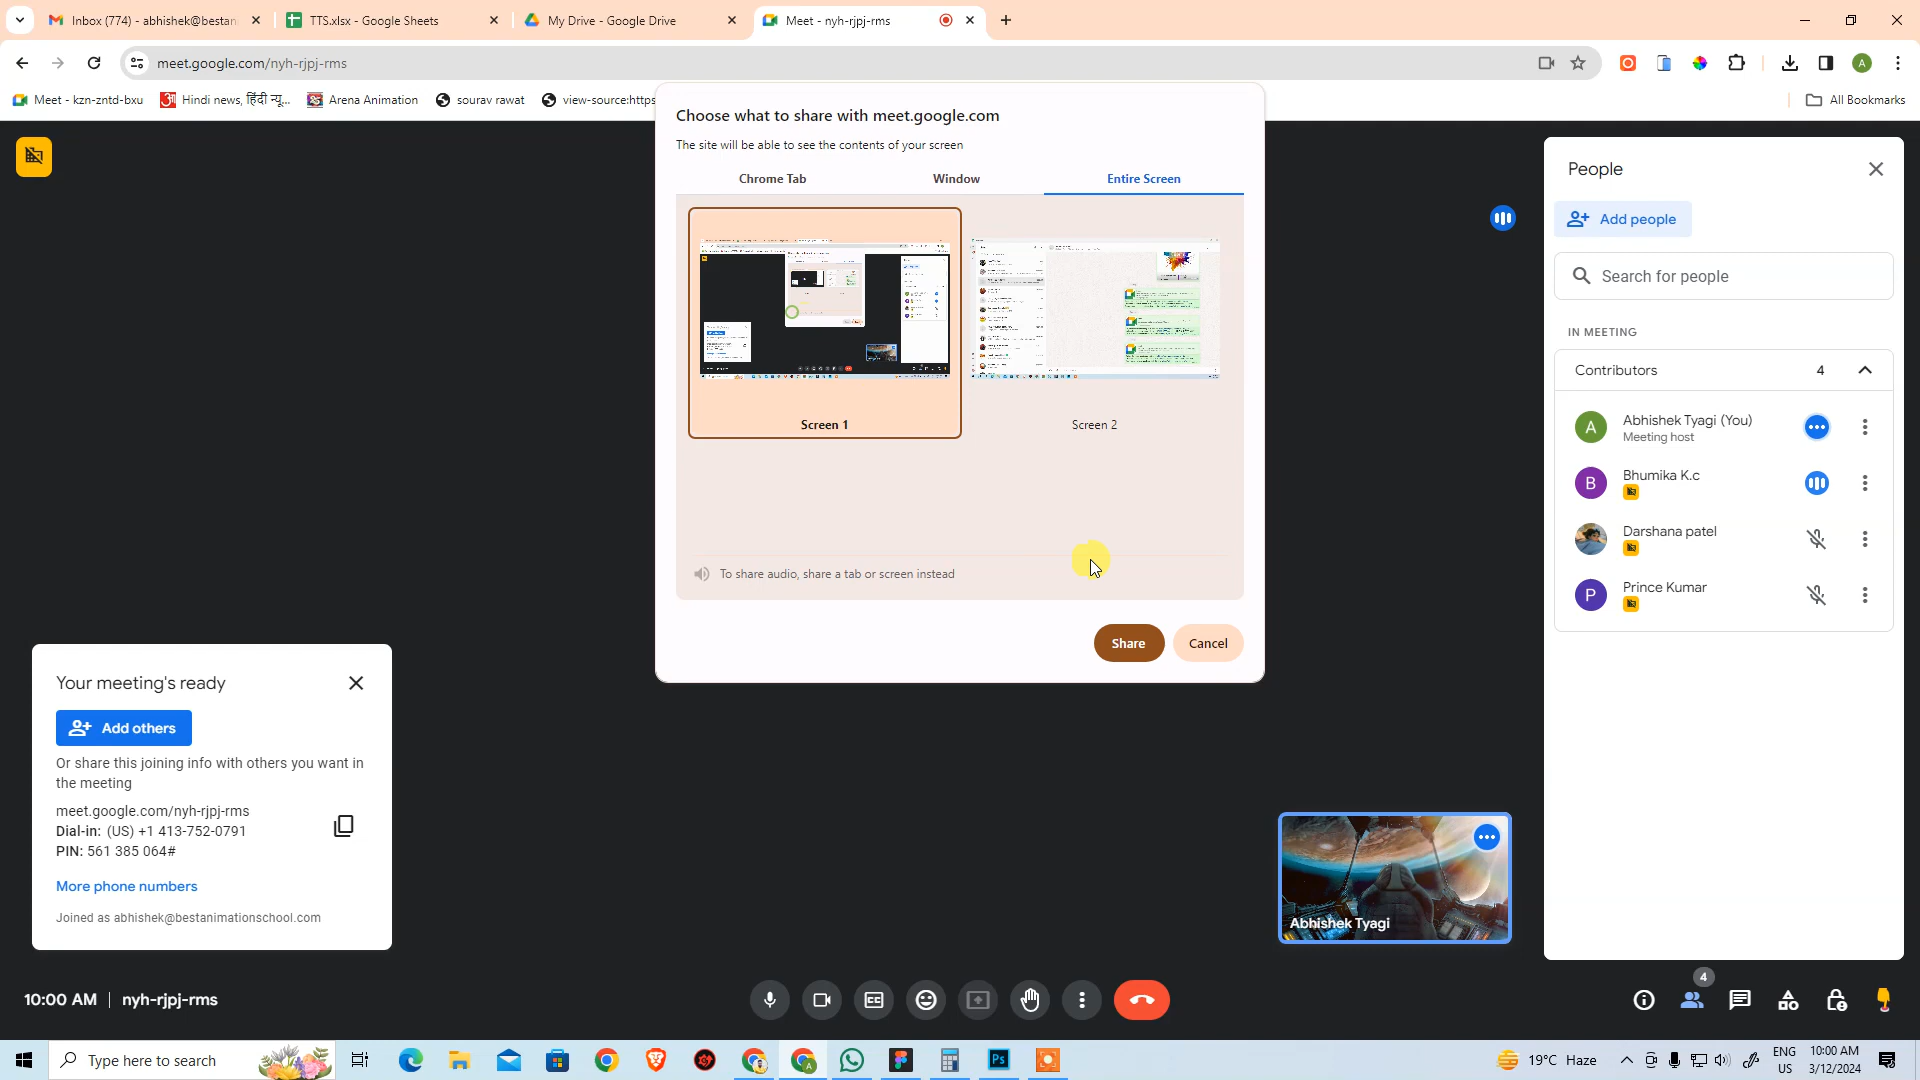 Inbox (774) - abhishek@bestan
TTS.xlsx - Google Sheets
My Drive - Google Drive
Meet - nyh-rjpj-rms
meet.google.com/nyh-rjpj-rms
Meet - kzn-zntd-bxu
Hindi news, हिंदी न्यू...
Arena Animation
sourav rawat
view-source:https
All Bookmarks
Choose what to share with meet.google.com
The site will be able to see the contents of your screen
Chrome Tab
Window
Entire Screen
Screen 1
Screen 2
To share audio, share a tab or screen instead
Share
Cancel
People
Add people
Search for people
IN MEETING
Contributors
4
A
Abhishek Tyagi (You)
Meeting host
B
Bhumika K.c
Darshana patel
P
Prince Kumar
Your meeting's ready
Add others
Or share this joining info with others you want in
the meeting
meet.google.com/nyh-rjpj-rms
Dial-in: (US) +1 413-752-0791
PIN: 561 385 064#
More phone numbers
Joined as abhishek@bestanimationschool.com
Abhishek Tyagi
10:00 AM | nyh-rjpj-rms
4
Type here to search
Ps
19°C Haze
ENG
US
10:00 AM
3/12/2024